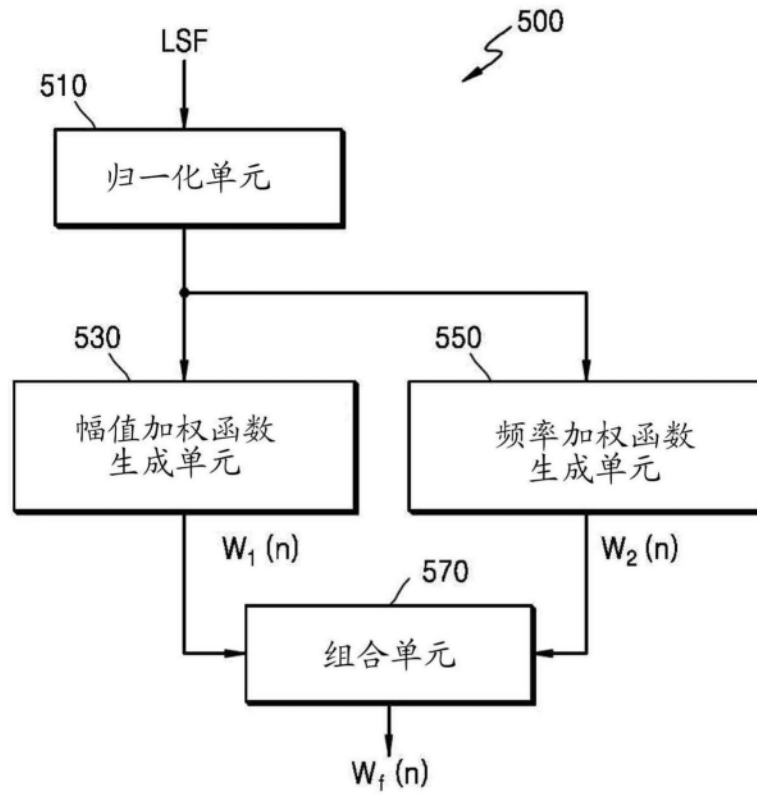 500
LSF
510
归一化单元
530
550
幅值加权函数
生成单元
频率加权函数
生成单元
W₁ (n)
W₂ (n)
570
组合单元
W_f (n)